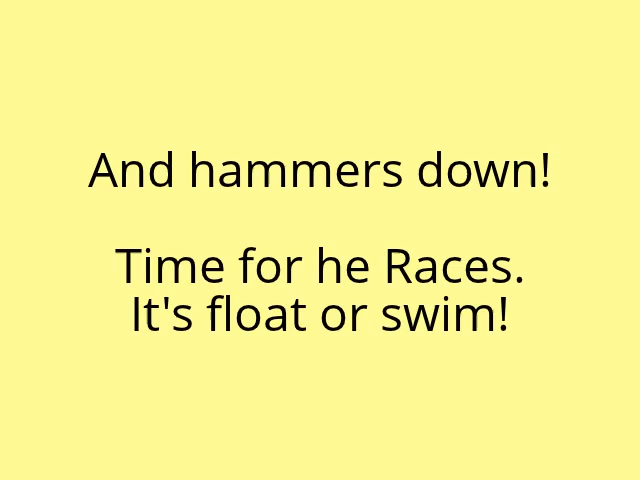 And hammers down!
Time for he Races.
It's float or swim!